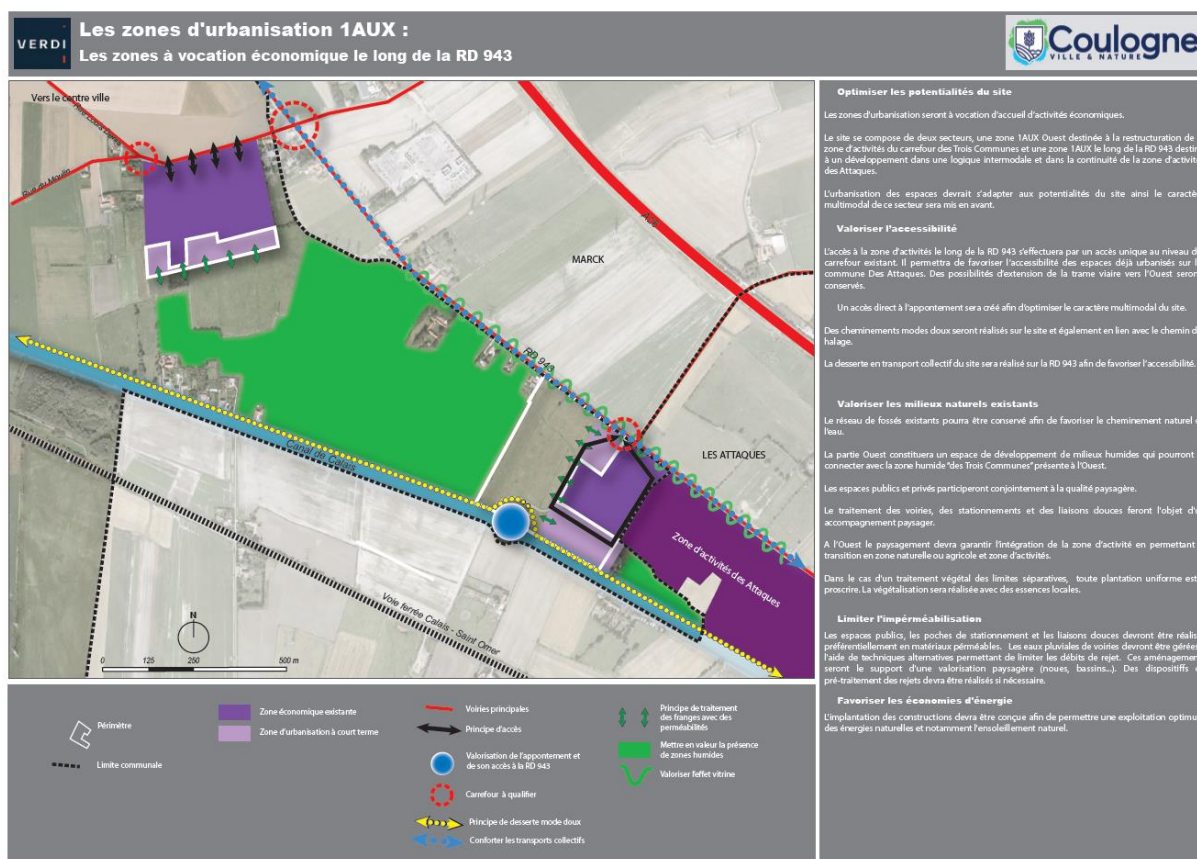 VERDI
Les zones d'urbanisation 1AUX :
Les zones à vocation économique le long de la RD 943
Coulogne
VILLE & NATURE
Vers le centre ville
Rue du Moulin
A26
MARCK
RD 943
LES ATTAQUES
Canal de Calais
Zone d'activités des Attaques
Voie ferrée Calais - Saint Omer
N
0 125 250 500 m
Périmètre
Limite communale
Zone économique existante
Zone d'urbanisation à court terme
Voiries principales
Principe d'accès
Valorisation de l'appontement et
de son accès à la RD 943
Carrefour à qualifier
Principe de desserte mode doux
Conforter les transports collectifs
Principe de traitement
des franges avec des
perméabilités
Mettre en valeur la présence
de zones humides
Valoriser l'effet vitrine
Optimiser les potentialités du site
Les zones d'urbanisation seront à vocation d'accueil d'activités économiques.
Le site se compose de deux secteurs, une zone 1AUX Ouest destinée à la restructuration de
zone d'activités du carrefour des Trois Communes et une zone 1AUX le long de la RD 943
à un développement dans une logique intermodale et dans la continuité de la zone
des Attaques.
L'urbanisation des espaces devrait s'adapter aux potentialités du site ainsi le
multimodal de ce secteur sera mis en avant.
Valoriser l'accessibilité
L'accès à la zone d'activités le long de la RD 943 s'effectuera par un accès unique au niveau
carrefour existant. Il permettra de favoriser l'accessibilité des espaces déjà urbanisés sur
commune Des Attaques. Des possibilités d'extension de la trame viaire vers l'Ouest
conservés.
Un accès direct à l'appontement sera créé afin d'optimiser le caractère multimodal du site.
Des cheminements modes doux seront réalisés sur le site et également en lien avec le chemin
halage.
La desserte en transport collectif du site sera réalisé sur la RD 943 afin de favoriser l'accessibilité.
Valoriser les milieux naturels existants
Le réseau de fossés existants pourra être conservé afin de favoriser le cheminement naturel
l'eau.
La partie Ouest constituera un espace de développement de milieux humides qui pourront
connecter avec la zone humide "des Trois Communes" présente à l'Ouest.
Les espaces publics et privés participeront conjointement à la qualité paysagère.
Le traitement des voiries, des stationnements et des liaisons douces feront l'objet
accompagnement paysager.
A l'Ouest le paysagement devra garantir l'intégration de la zone d'activité en permettant
transition en zone naturelle ou agricole et zone d'activités.
Dans le cas d'un traitement végétal des limites séparatives, toute plantation uniforme est
proscrire. La végétalisation sera réalisée avec des essences locales.
Limiter l'impérméabilisation
Les espaces publics, les poches de stationnement et les liaisons douces devront être
préférentiellement en matériaux pérméables. Les eaux pluviales de voiries devront être
l'aide de techniques alternatives permettant de limiter les débits de rejet. Ces
seront le support d'une valorisation paysagère (noues, bassins...). Des dispositifs
pré-traitement des rejets devra être réalisés si nécessaire.
Favoriser les économies d'énergie
L'implantation des constructions devra être conçue afin de permettre une exploitation
des énergies naturelles et notamment l'ensoleillement naturel.